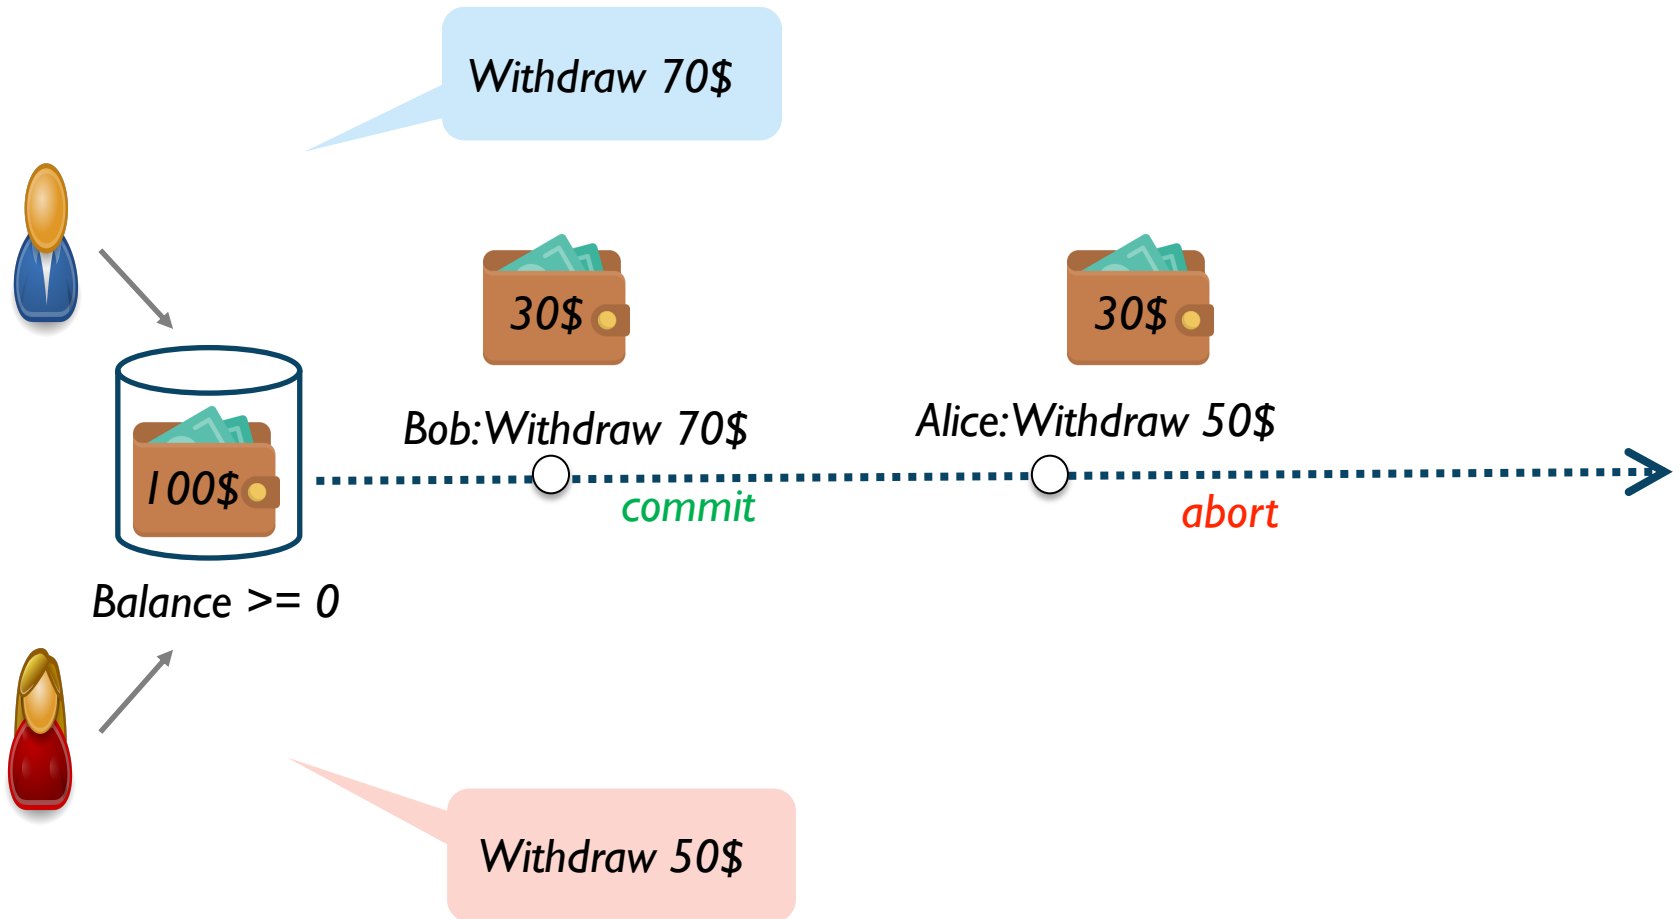 Withdraw 70$
30$
30$
Bob:Withdraw 70$
Alice:Withdraw 50$
100$
commit
abort
Balance >= 0
Withdraw 50$